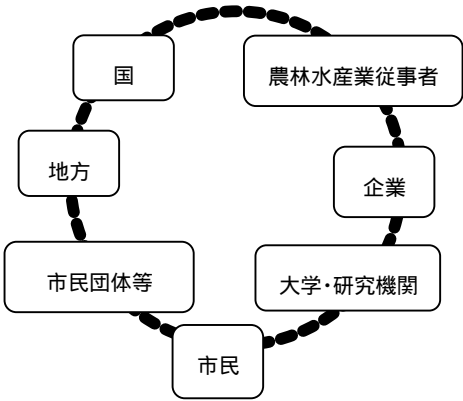 国
農林水産業従事者
地方
企業
市民団体等
大学・研究機関
市民